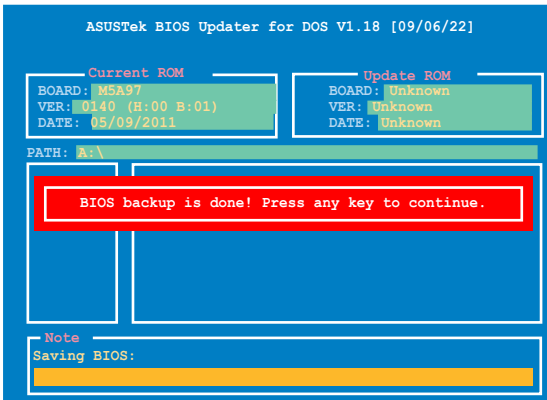 ASUSTek BIOS Updater for DOS V1.18 [09/06/22]
Current ROM
BOARD: M5A97
VER: 0140 (H:00 B:01)
DATE: 05/09/2011
Update ROM
BOARD: Unknown
VER: Unknown
DATE: Unknown
PATH: A:\
BIOS backup is done! Press any key to continue.
Note
Saving BIOS: